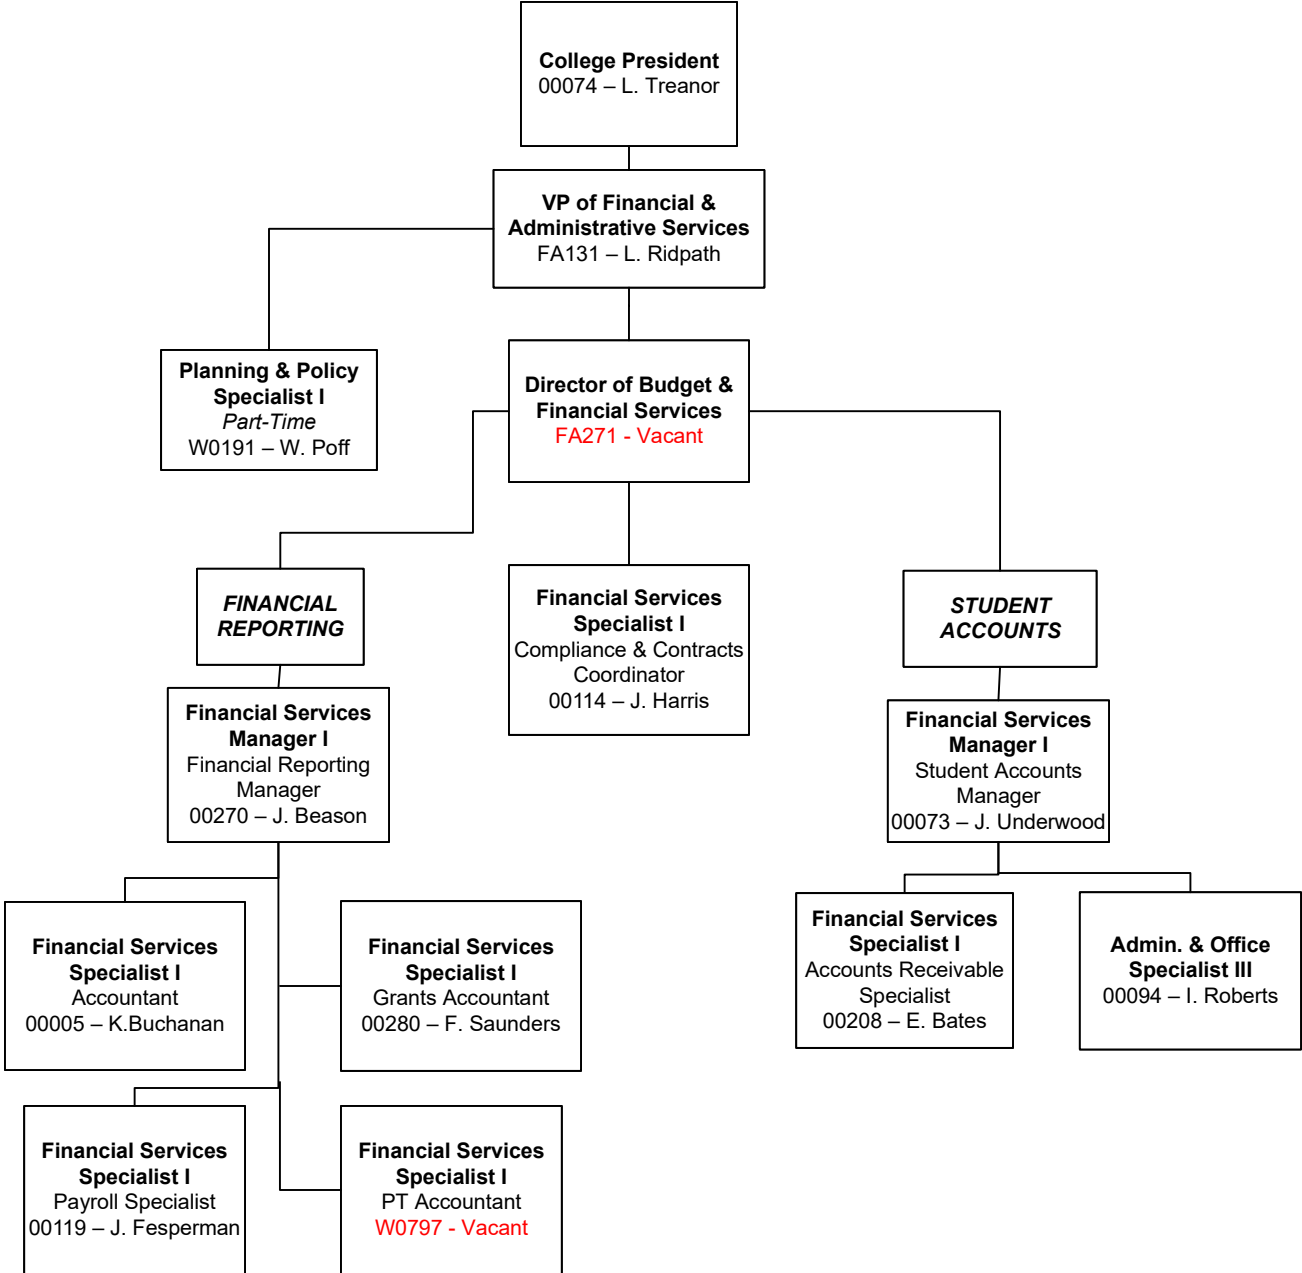 College President
00074 – L. Treanor
VP of Financial &
Administrative Services
FA131 – L. Ridpath
Planning & Policy
Specialist I
Part-Time
W0191 – W. Poff
Director of Budget &
Financial Services
FA271 - Vacant
FINANCIAL
REPORTING
Financial Services
Specialist I
Compliance & Contracts
Coordinator
00114 – J. Harris
STUDENT
ACCOUNTS
Financial Services
Manager I
Financial Reporting
Manager
00270 – J. Beason
Financial Services
Manager I
Student Accounts
Manager
00073 – J. Underwood
Financial Services
Specialist I
Accountant
00005 – K.Buchanan
Financial Services
Specialist I
Grants Accountant
00280 – F. Saunders
Financial Services
Specialist I
Accounts Receivable
Specialist
00208 – E. Bates
Admin. & Office
Specialist III
00094 – I. Roberts
Financial Services
Specialist I
Payroll Specialist
00119 – J. Fesperman
Financial Services
Specialist I
PT Accountant
W0797 - Vacant